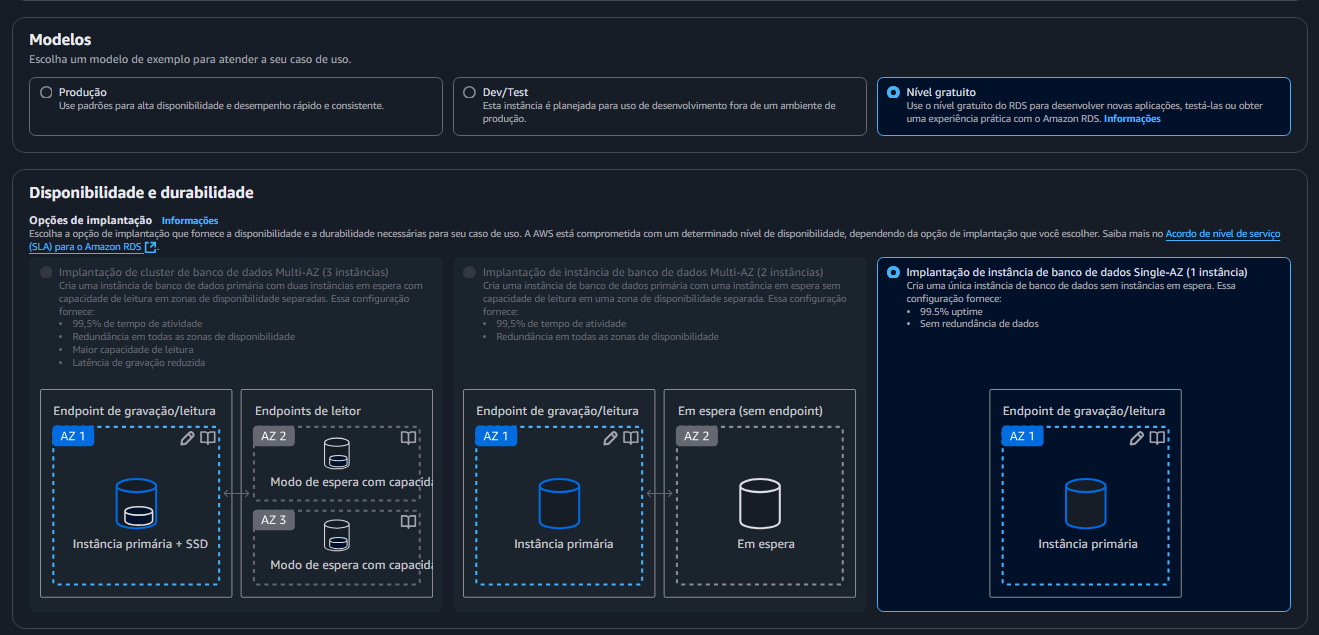 Modelos
Escolha um modelo de exemplo para atender a seu caso de uso.
Produção
Use padrões para alta disponibilidade e desempenho rápido e consistente.
Dev/Test
Esta instância é planejada para uso de desenvolvimento fora de um ambiente de
produção.
Nível gratuito
Use o nível gratuito do RDS para desenvolver novas aplicações, testá-las ou obter
uma experiência prática com o Amazon RDS. Informações
Disponibilidade e durabilidade
Opções de implantação Informações
Escolha a opção de implantação que fornece a disponibilidade e a durabilidade necessárias para seu caso de uso. A AWS está comprometida com um determinado nível de disponibilidade, dependendo da opção de implantação que você escolher. Saiba mais no Acordo de nível de serviço
(SLA) para o Amazon RDS.
Implantação de cluster de banco de dados Multi-AZ (3 instâncias)
Cria uma instância de banco de dados primária com duas instâncias em espera com
capacidade de leitura em zonas de disponibilidade separadas. Essa configuração
fornece:
• 99,5% de tempo de atividade
• Redundância em todas as zonas de disponibilidade
• Maior capacidade de leitura
• Latência de gravação reduzida
Endpoint de gravação/leitura
AZ 1
Instância primária + SSD
Endpoints de leitor
AZ 2
Modo de espera com capacida
AZ 3
Modo de espera com capacida
Implantação de instância de banco de dados Multi-AZ (2 instâncias)
Cria uma instância de banco de dados primária com uma instância em espera sem
capacidade de leitura em uma zona de disponibilidade separada. Essa configuração
fornece:
• 99,5% de tempo de atividade
• Redundância em todas as zonas de disponibilidade
Endpoint de gravação/leitura
AZ 1
Instância primária
Em espera (sem endpoint)
AZ 2
Em espera
Implantação de instância de banco de dados Single-AZ (1 instância)
Cria uma única instância de banco de dados sem instâncias em espera. Essa
configuração fornece:
• 99.5% uptime
• Sem redundância de dados
Endpoint de gravação/leitura
AZ 1
Instância primária